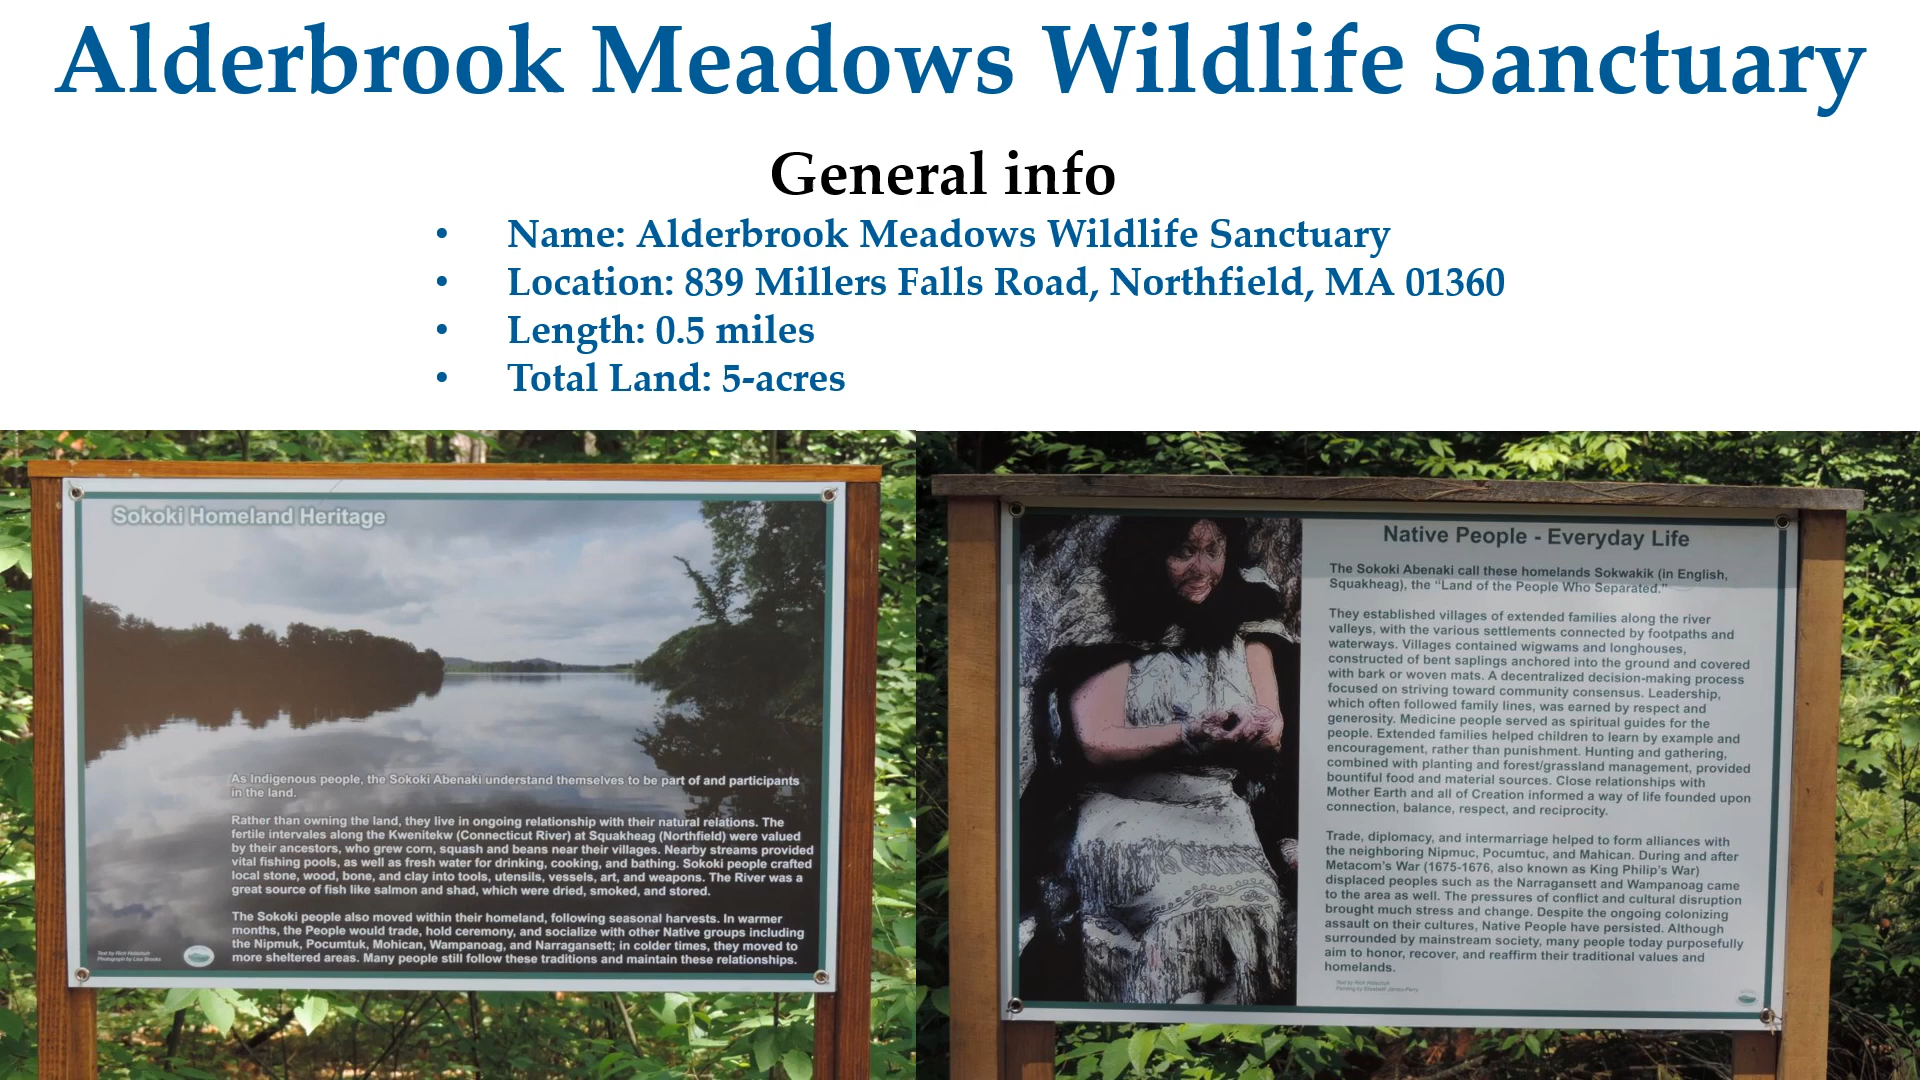 Alderbrook Meadows Wildlife Sanctuary
General info
• Name: Alderbrook Meadows Wildlife Sanctuary
• Location: 839 Millers Falls Road, Northfield, MA 01360
• Length: 0.5 miles
• Total Land: 5-acres
Sokoki Homeland Heritage
As Indigenous people, the Sokoki Abenaki understand themselves to be part of and participants
in the land.
Rather than owning the land, they live in ongoing relationship with their natural relations. The
fertile intervales along the Kwenitekw (Connecticut River) at Squakheag (Northfield) were valued
by their ancestors, who grew corn, squash and beans near their villages. Nearby streams provided
vital fishing pools, as well as fresh water for drinking, cooking, and bathing. Sokoki people crafted
local stone, wood, bone, and clay into tools, utensils, vessels, art, and weapons. The River was a
great source of fish like salmon and shad, which were dried, smoked, and stored.
The Sokoki people also moved within their homeland, following seasonal harvests. In warmer
months, the People would trade, hold ceremony, and socialize with other Native groups including
the Nipmuk, Pocumtuk, Mohican, Wampanoag, and Narragansett; in colder times, they moved to
more sheltered areas. Many people still follow these traditions and maintain these relationships.
Text by Rich Holschuh
Photograph by Lisa Brooks
Native People - Everyday Life
The Sokoki Abenaki call these homelands Sokwakik (in English,
Squakheag), the “Land of the People Who Separated.”
They established villages of extended families along the river
valleys, with the various settlements connected by footpaths and
waterways. Villages contained wigwams and longhouses,
constructed of bent saplings anchored into the ground and covered
with bark or woven mats. A decentralized decision-making process
focused on striving toward community consensus. Leadership,
which often followed family lines, was earned by respect and
generosity. Medicine people served as spiritual guides for the
people. Extended families helped children to learn by example and
encouragement, rather than punishment. Hunting and gathering,
combined with planting and forest/grassland management, provided
bountiful food and material sources. Close relationships with
Mother Earth and all of Creation informed a way of life founded upon
connection, balance, respect, and reciprocity.
Trade, diplomacy, and intermarriage helped to form alliances with
the neighboring Nipmuc, Pocumtuc, and Mahican. During and after
Metacom’s War (1675-1676, also known as King Philip’s War)
displaced peoples such as the Narragansett and Wampanoag came
to the area as well. The pressures of conflict and cultural disruption
brought much stress and change. Despite the ongoing colonizing
assault on their cultures, Native People have persisted. Although
surrounded by mainstream society, many people today purposefully
aim to honor, recover, and reaffirm their traditional values and
homelands.
Text by Rich Holschuh
Painting by Elizabeth James-Perry